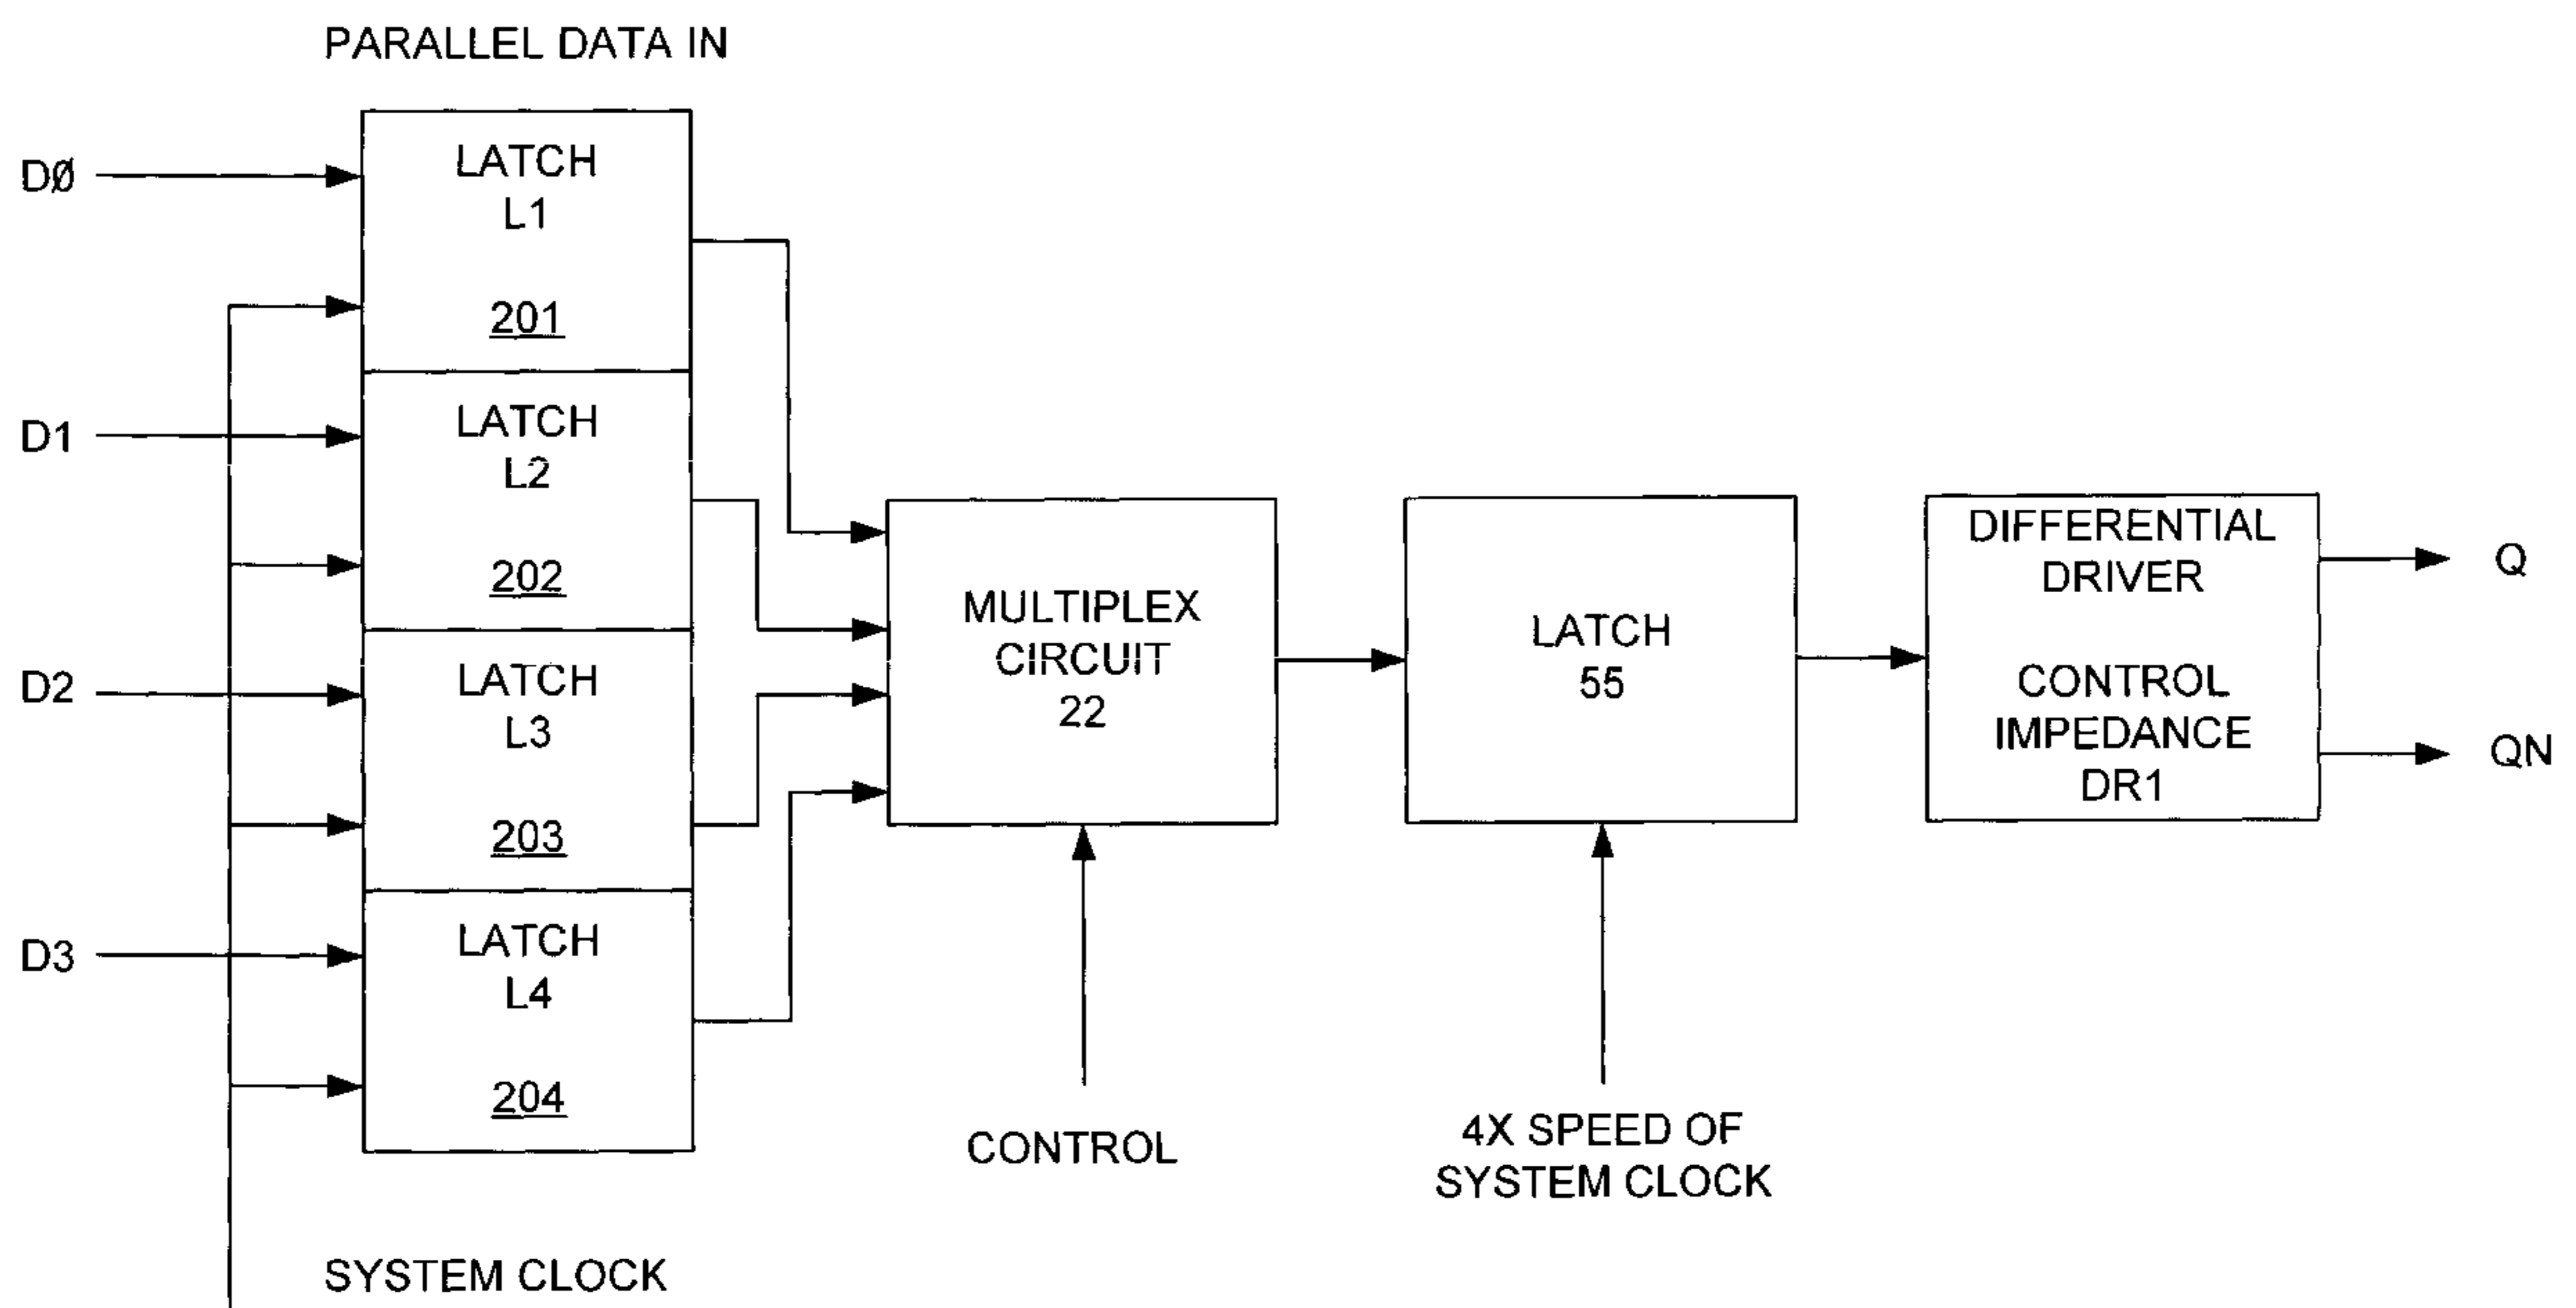 PARALLEL DATA IN
DØ
LATCH
L1
201
D1
LATCH
L2
202
D2
LATCH
L3
203
D3
LATCH
L4
204
SYSTEM CLOCK
MULTIPLEX
CIRCUIT
22
CONTROL
LATCH
55
4X SPEED OF
SYSTEM CLOCK
DIFFERENTIAL
DRIVER
CONTROL
IMPEDANCE
DR1
Q
QN